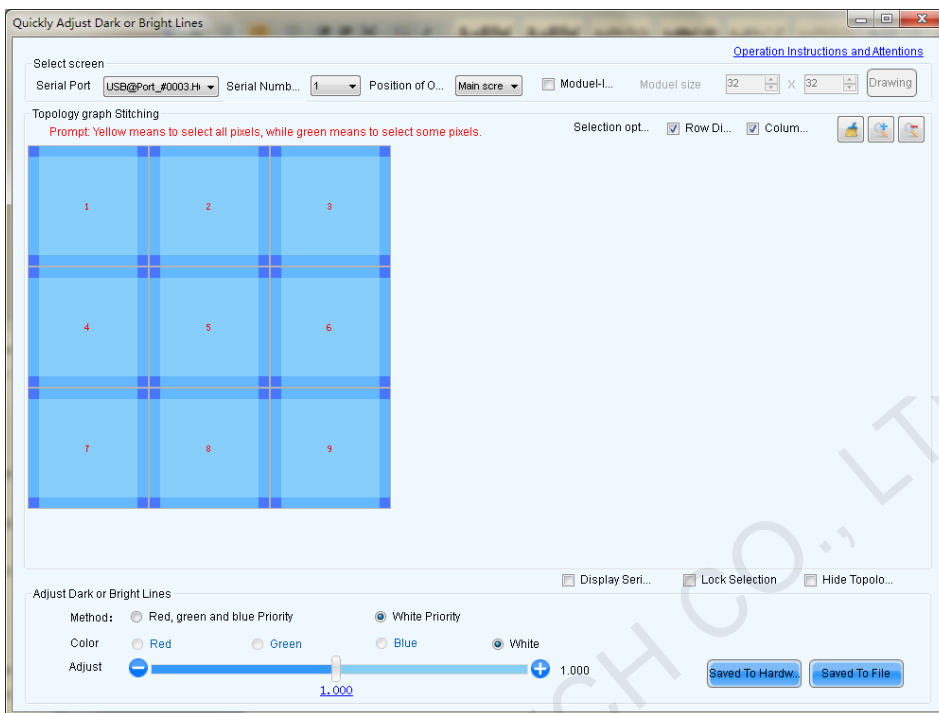 Quickly Adjust Dark or Bright Lines
Operation Instructions and Attentions
Select screen
Serial Port USB@Port_#0003.Hu Serial Numb... 1 Position of O... Main scre Moduel-I... Moduel size 32 X 32 Drawing
Topology graph Stitching
Prompt: Yellow means to select all pixels, while green means to select some pixels. Selection opt... Row Di... Colum...
1 2 3
4 5 6
7 8 9
Display Seri... Lock Selection Hide Topolo...
Adjust Dark or Bright Lines
Method: Red, green and blue Priority White Priority
Color Red Green Blue White
Adjust 1.000
1.000
Saved To Hardw... Saved To File
TECH CO., LT